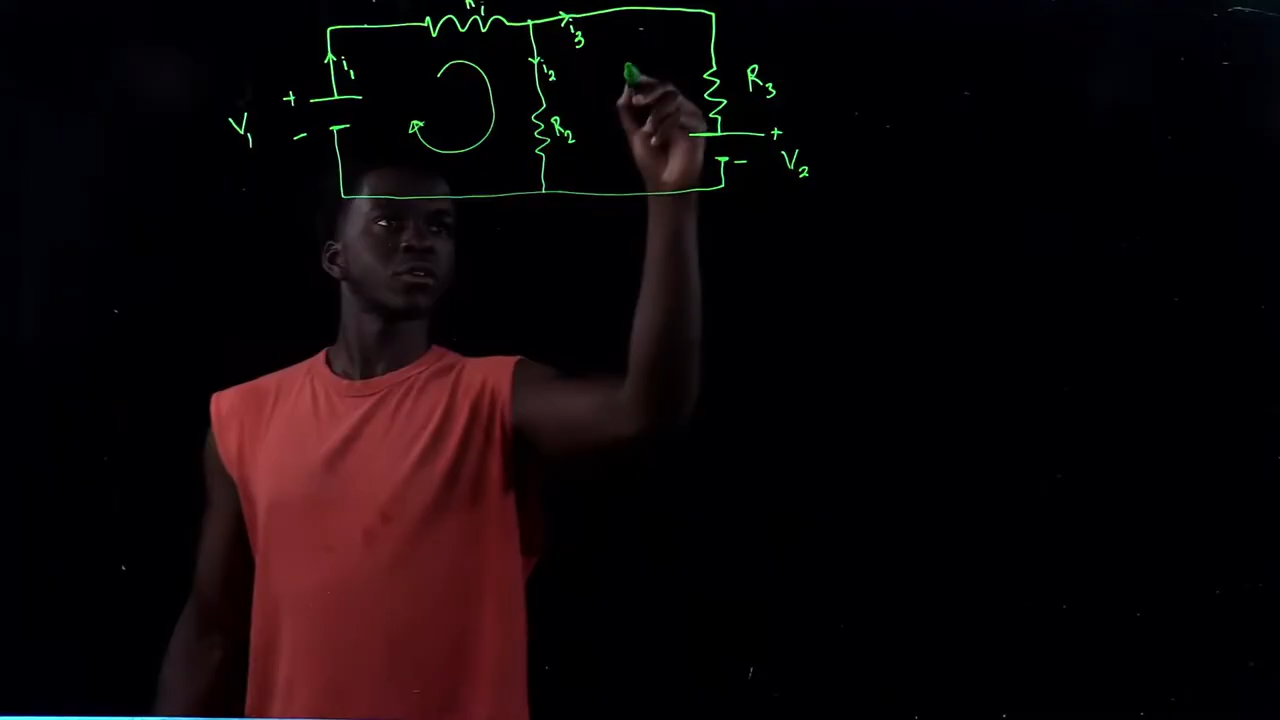 R₁
i₃
i₁
i₂
+
V₁
-
R₂
R₃
+
-
V₂